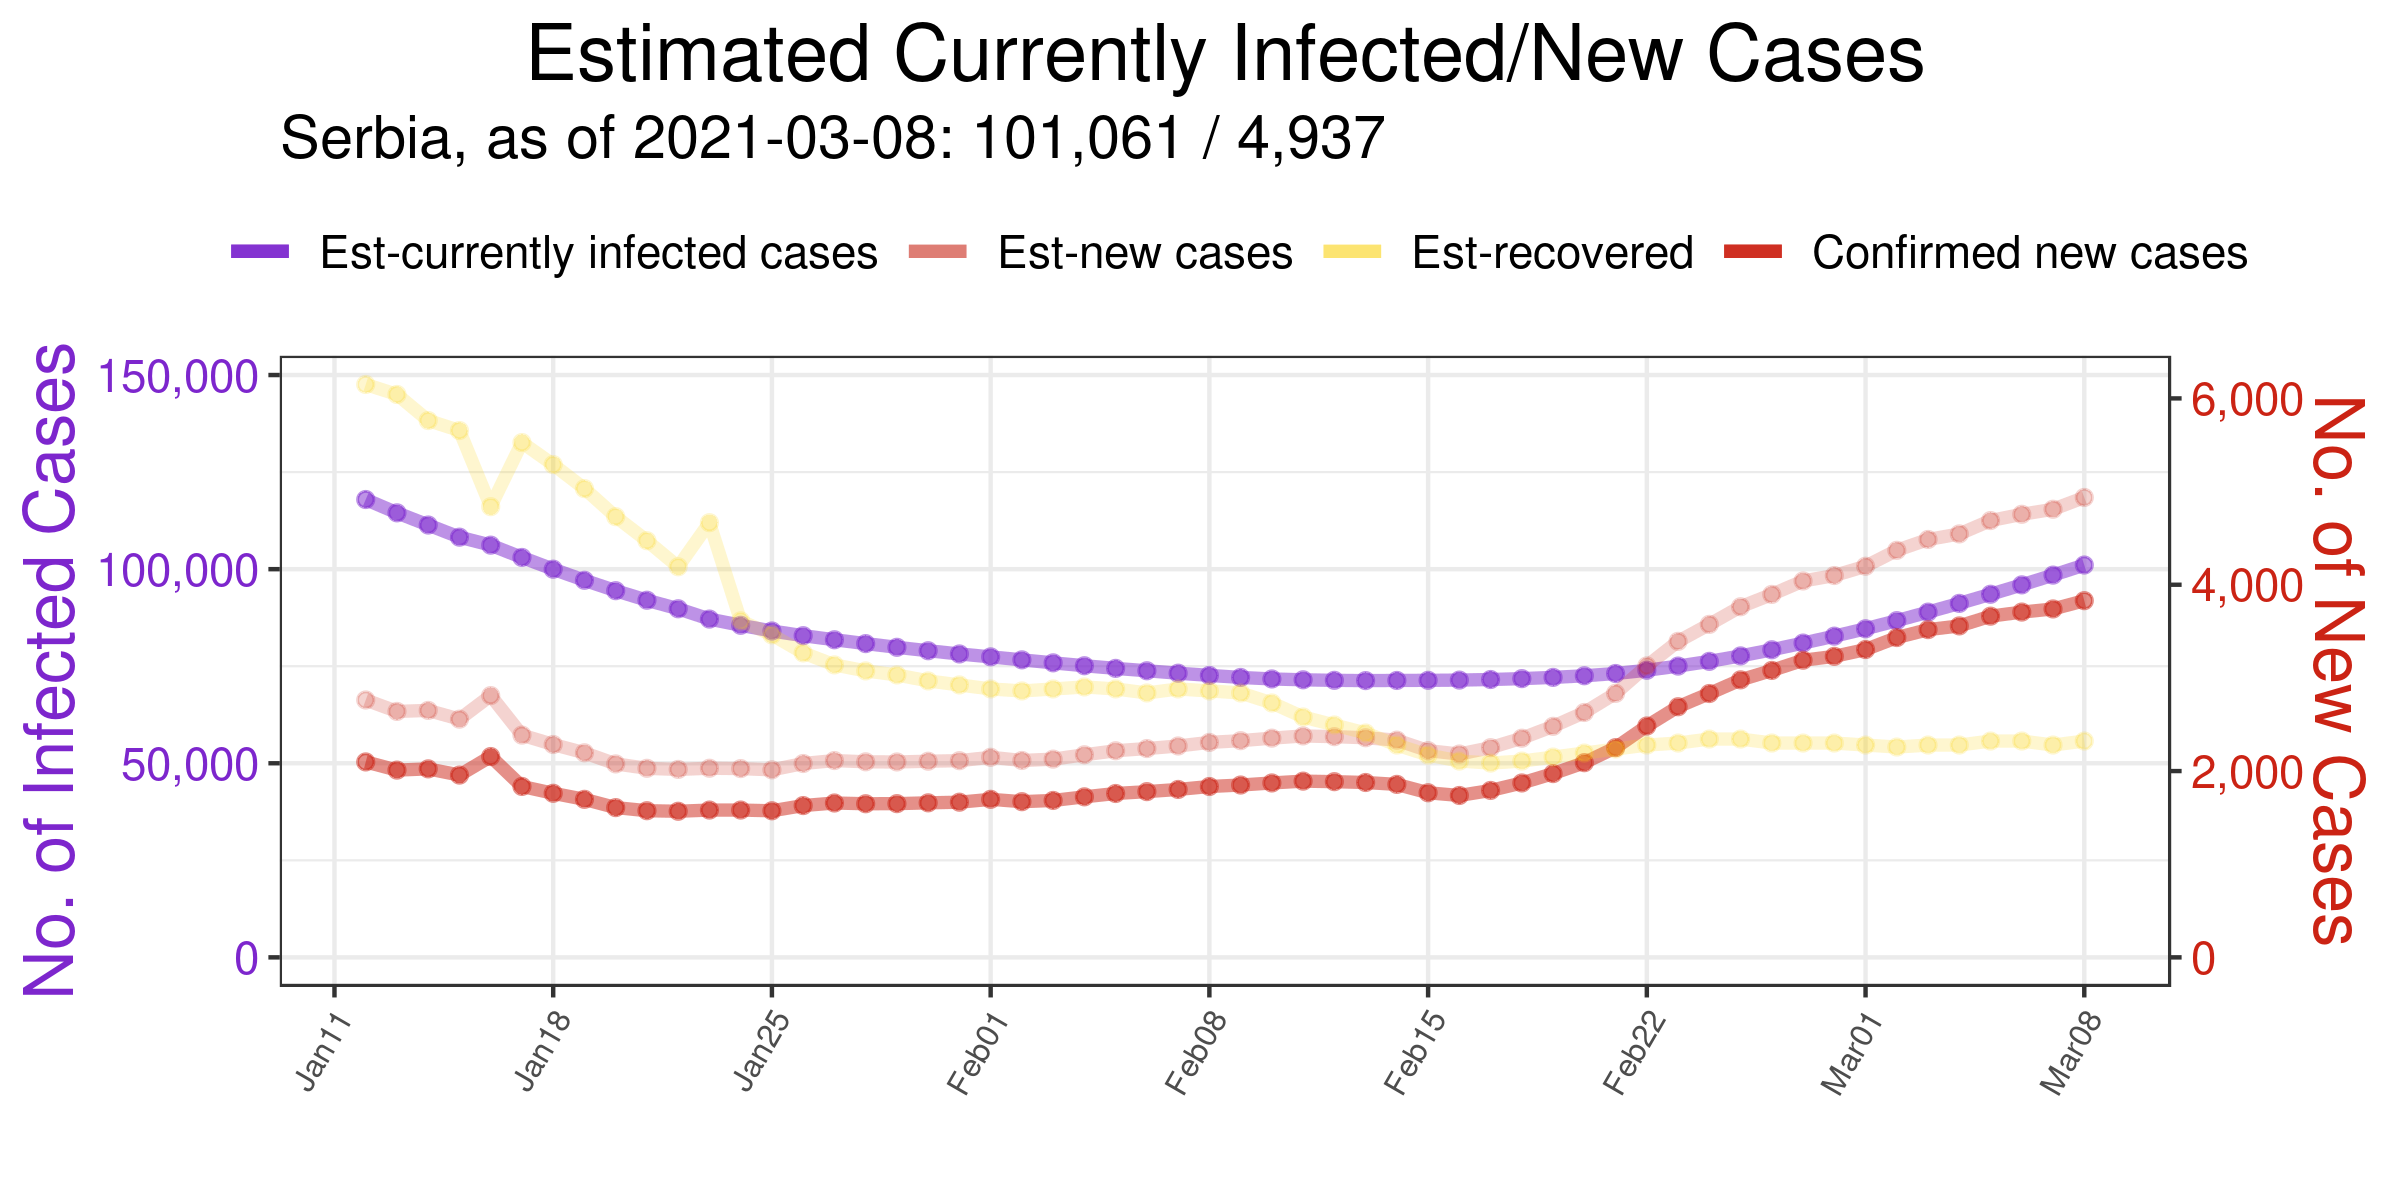 Estimated Currently Infected/New Cases
Serbia, as of 2021-03-08: 101,061 / 4,937
Est-currently infected cases Est-new cases Est-recovered Confirmed new cases
No. of Infected Cases
150,000
100,000
50,000
0
6,000
4,000
2,000
0
No. of New Cases
Jan11 Jan18 Jan25 Feb01 Feb08 Feb15 Feb22 Mar01 Mar08